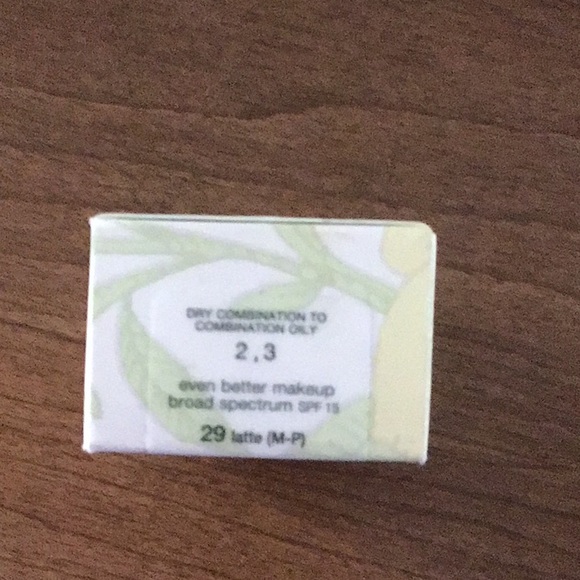 DRY COMBINATION TO
COMBINATION OILY
2,3
even better makeup
broad spectrum SPF 15
29 latte (M-P)